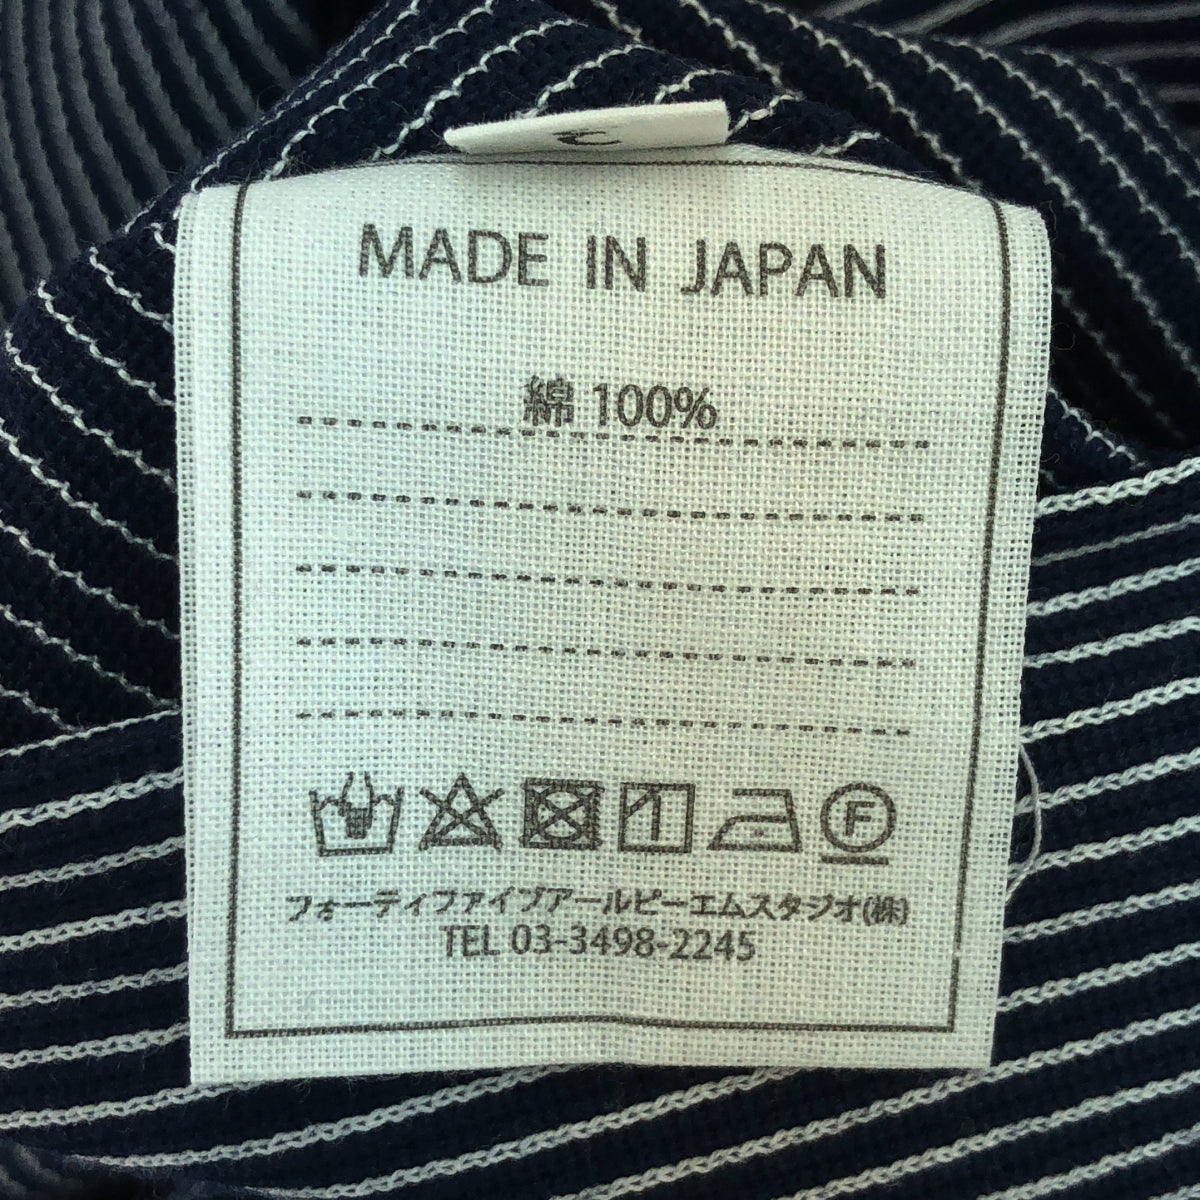 MADE IN JAPAN
綿 100%
フォーティファイブアールピーエムスタジオ(株)
TEL 03-3498-2245